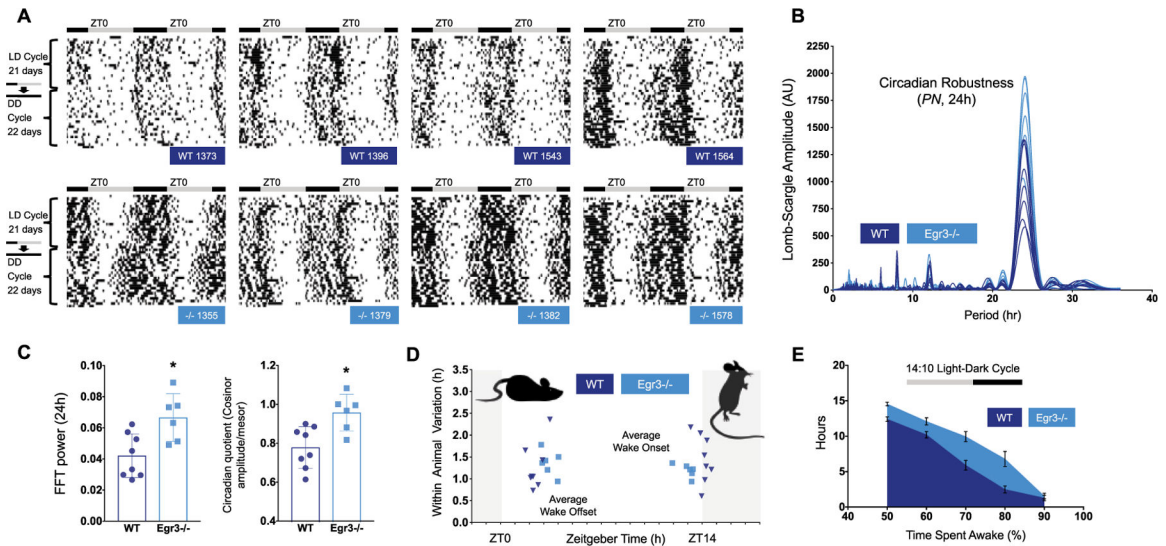 A
ZT0 ZT0 ZT0 ZT0 ZT0 ZT0 ZT0 ZT0
LD Cycle
21 days
DD
Cycle
22 days
WT 1373 WT 1396 WT 1543 WT 1564
ZT0 ZT0 ZT0 ZT0 ZT0 ZT0 ZT0 ZT0
LD Cycle
21 days
DD
Cycle
22 days
-/- 1355 -/- 1379 -/- 1382 -/- 1578
B
Lomb-Scargle Amplitude (AU)
2250
2000
1750
1500
1250
1000
750
500
250
0
Circadian Robustness
(PN, 24h)
WT Egr3-/-
0 10 20 30 40
Period (hr)
C
FFT power (24h)
0.10
0.08
0.06
0.04
0.02
0.00
*
WT Egr3-/-
Circadian quotient (Cosinor
amplitude/mesor)
1.2
1.0
0.8
0.6
0.4
*
WT Egr3-/-
D
Within Animal Variation (h)
3.5
3.0
2.5
2.0
1.5
1.0
0.5
0.0
WT Egr3-/-
Average
Wake Onset
Average
Wake Offset
ZT0 Zeitgeber Time (h) ZT14
E
14:10 Light-Dark Cycle
Hours
20
15
10
5
0
WT Egr3-/-
40 50 60 70 80 90 100
Time Spent Awake (%)